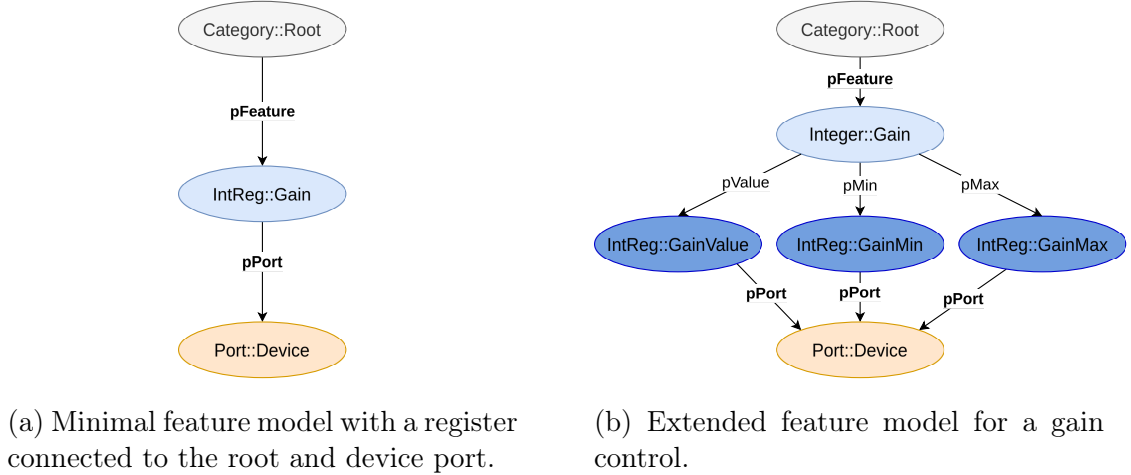 Category::Root
pFeature
IntReg::Gain
pPort
Port::Device
(a) Minimal feature model with a register
connected to the root and device port.
Category::Root
pFeature
Integer::Gain
pValue
pMin
pMax
IntReg::GainValue
IntReg::GainMin
IntReg::GainMax
pPort
pPort
pPort
Port::Device
(b) Extended feature model for a gain
control.